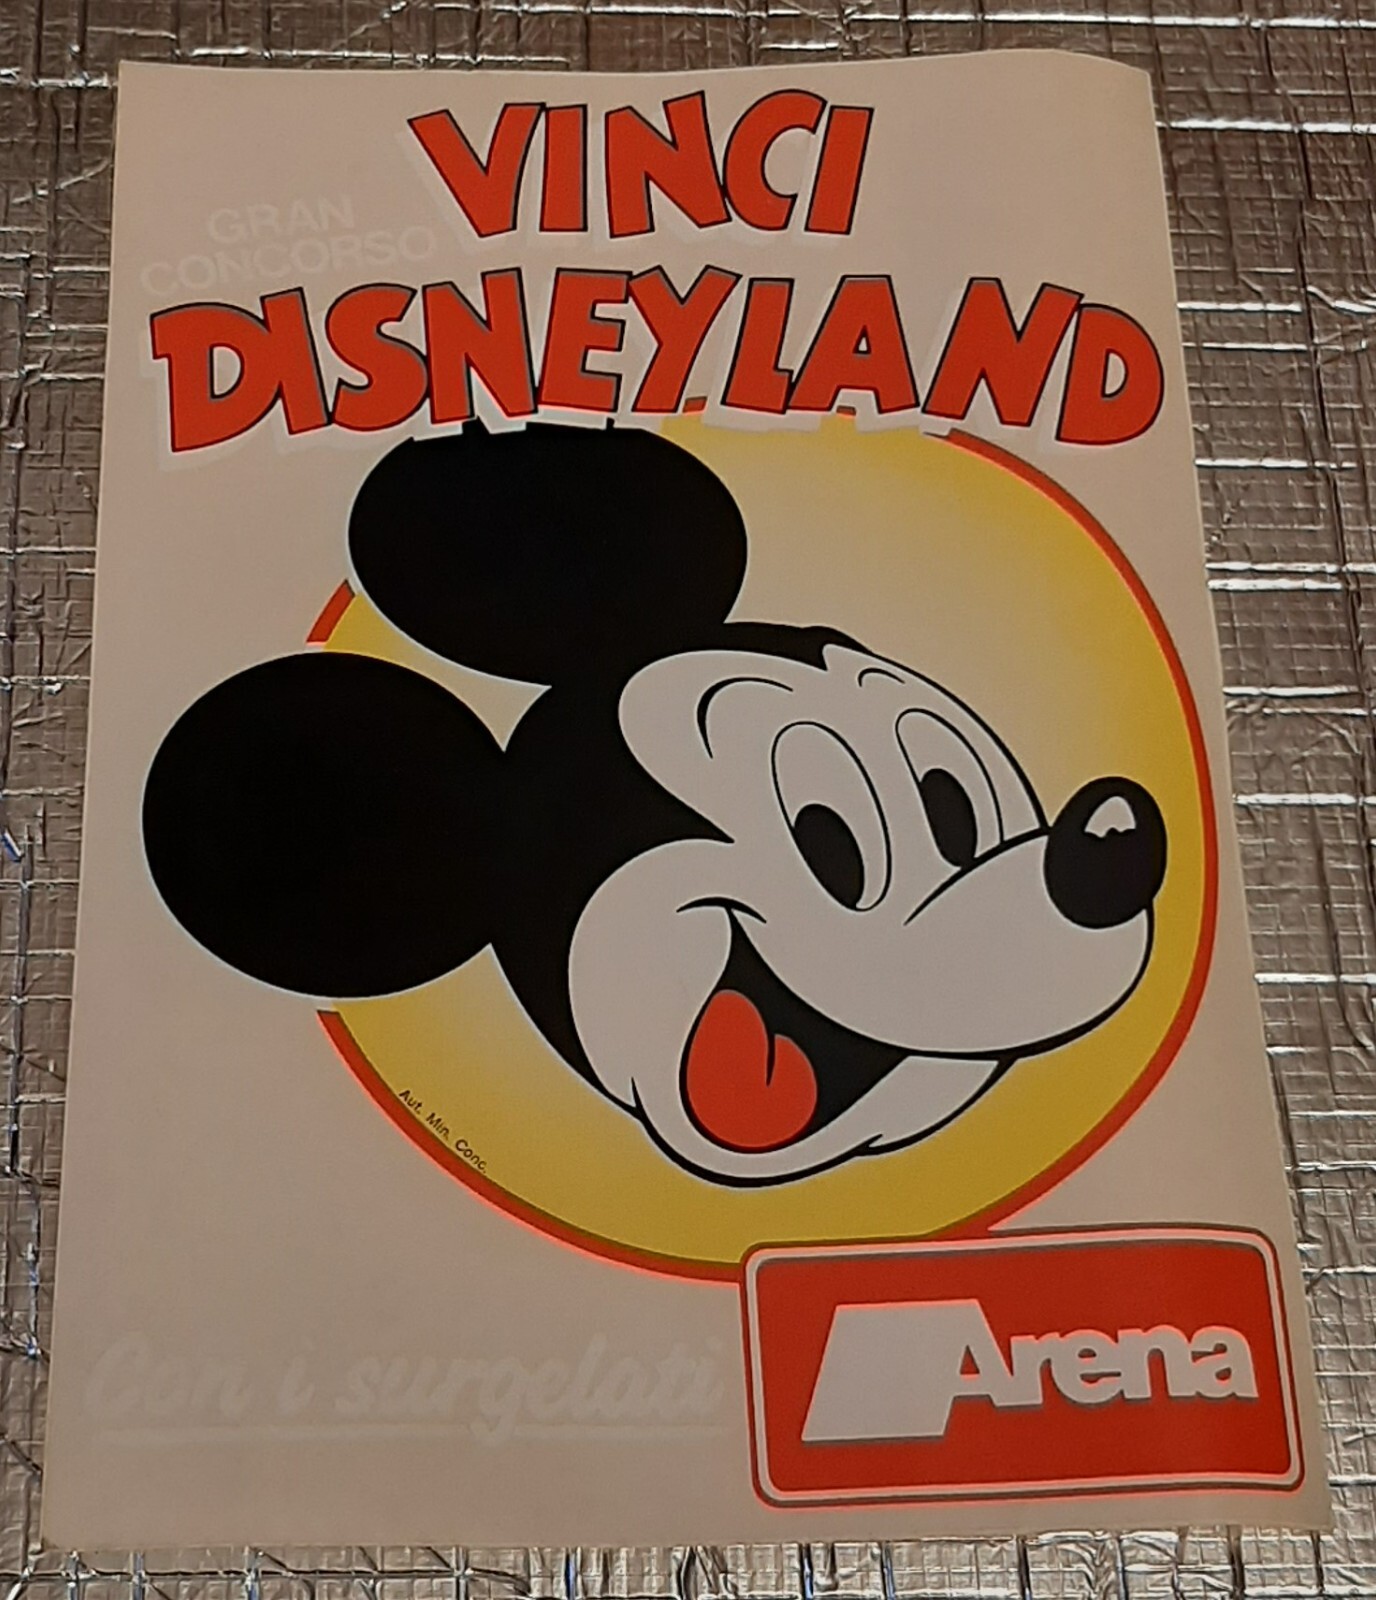 GRAN
CONCORSO
VINCI
DISNEYLAND
Aut. Min. Conc.
Con i surgelati
Arena